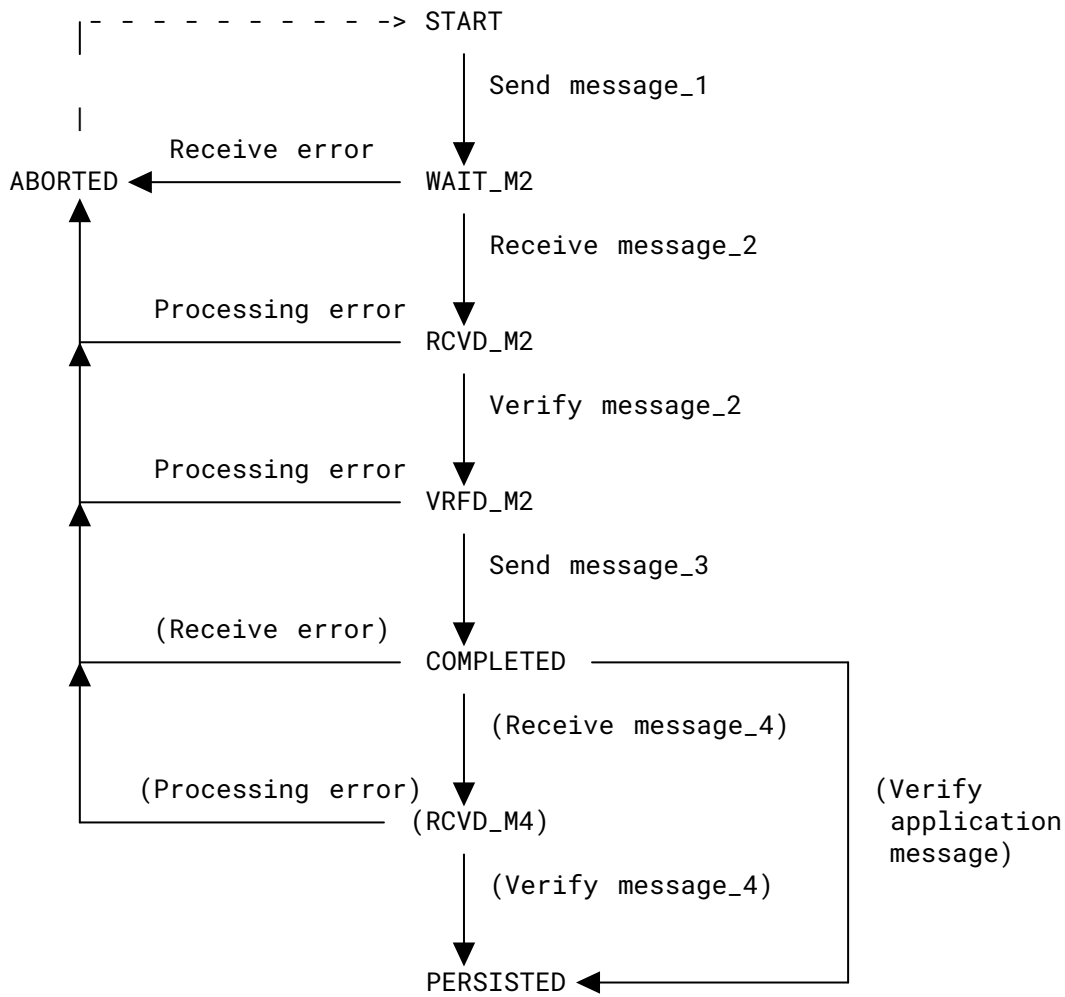 START
Send message_1
Receive error
ABORTED
WAIT_M2
Receive message_2
Processing error
RCVD_M2
Verify message_2
Processing error
VRFD_M2
Send message_3
(Receive error)
COMPLETED
(Receive message_4)
(Processing error)
(RCVD_M4)
(Verify
application
message)
(Verify message_4)
PERSISTED